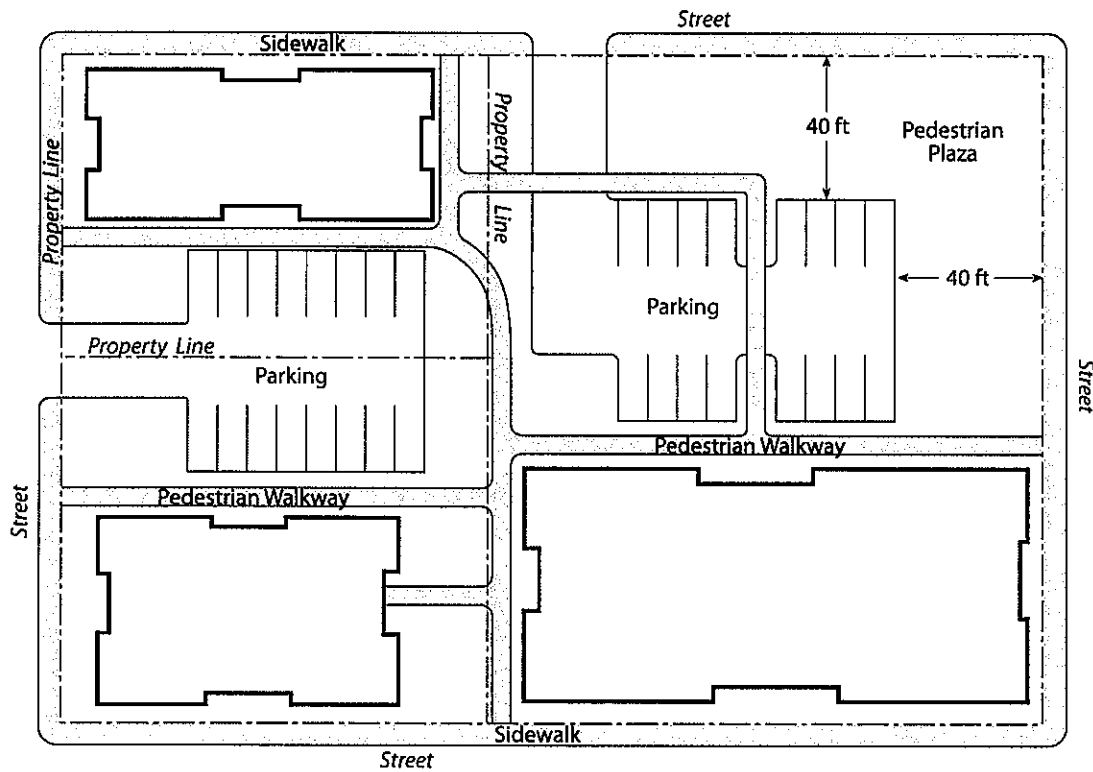 Street
Sidewalk
Property Line
Property
Line
40 ft
Pedestrian
Plaza
40 ft
Parking
Property Line
Parking
Street
Pedestrian Walkway
Pedestrian Walkway
Street
Sidewalk
Street